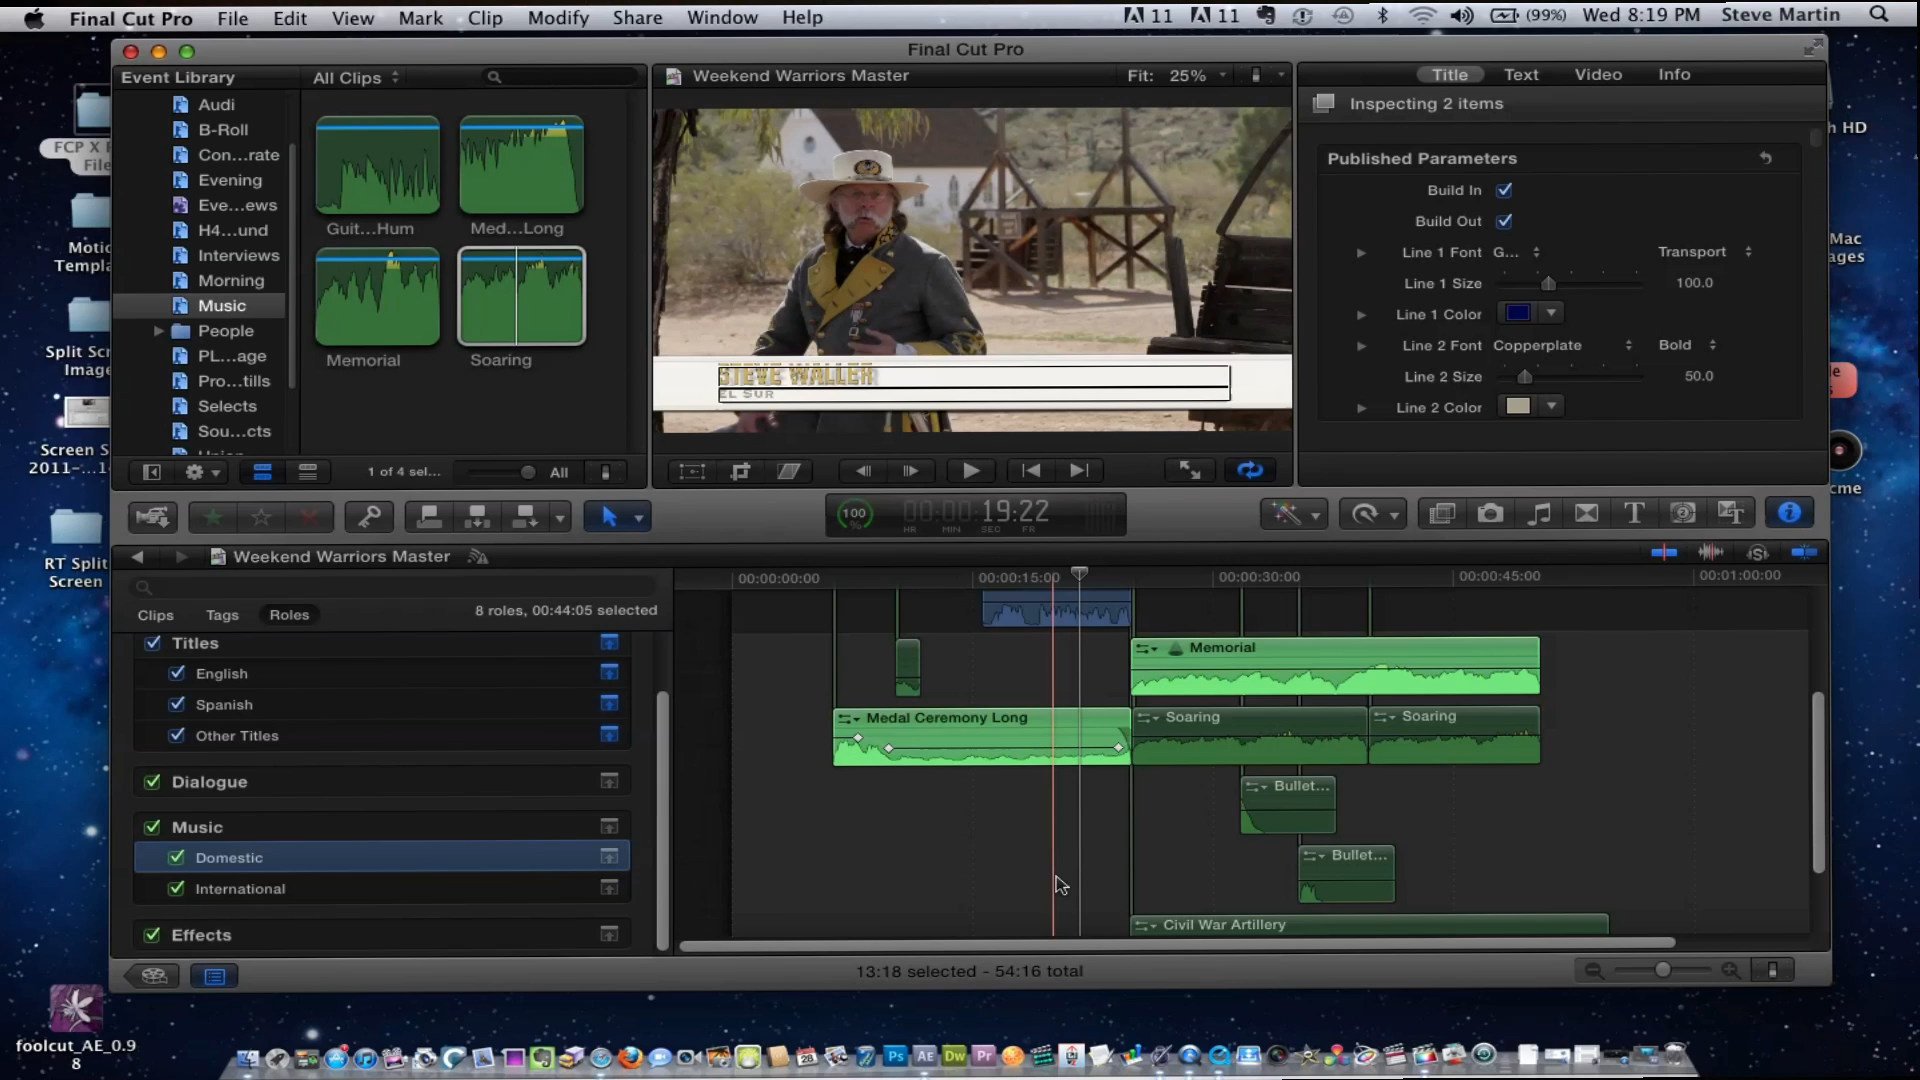 Final Cut Pro File Edit View Mark Clip Modify Share Window Help
11 11 (99%) Wed 8:19 PM Steve Martin
Final Cut Pro
Event Library
All Clips
Audi
B-Roll
Con...rate
Evening
Eve...ews
H4...und
Interviews
Morning
Music
People
PL...age
Pro...tills
Selects
Sou...cts
Guit...Hum
Med...Long
Memorial
Soaring
1 of 4 sel...
All
Weekend Warriors Master
Fit: 25%
STEVE WALLER
EL SUR
Title Text Video Info
Inspecting 2 items
Published Parameters
Build In
Build Out
Line 1 Font G... Transport
Line 1 Size 100.0
Line 1 Color
Line 2 Font Copperplate Bold
Line 2 Size 50.0
Line 2 Color
100
%
00:00:19:22
HR MIN SEC FR
Weekend Warriors Master
Clips Tags Roles
8 roles, 00:44:05 selected
Titles
English
Spanish
Other Titles
Dialogue
Music
Domestic
International
Effects
00:00:00:00 00:00:15:00 00:00:30:00 00:00:45:00 00:01:00:00
Memorial
Medal Ceremony Long
Soaring
Soaring
Bullet...
Bullet...
Civil War Artillery
13:18 selected - 54:16 total
FCP X
File
Motio
Templa
Split Scr
Image
Screen S
2011-...1
RT Split
Screen
foolcut_AE_0.9
8
h HD
Mac
ages
cme
Ps AE Dw Pr
28